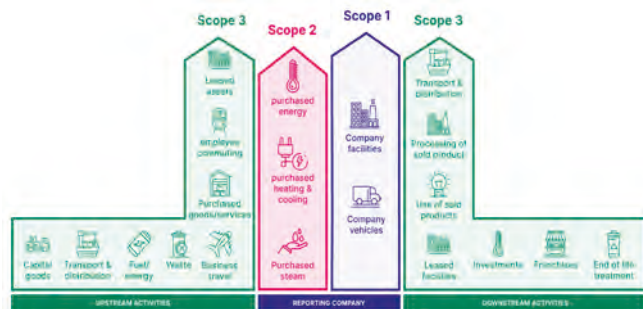 Scope 3
Scope 2
Scope 1
Scope 3
Leased
assets
employee
commuting
Purchased
goods/services
Capital
goods
Transport &
distribution
Fuel/
energy
Waste
Business
travel
purchased
energy
purchased
heating &
cooling
Purchased
steam
Company
facilities
Company
vehicles
Transport &
distribution
Processing of
sold product
Use of sold
products
Leased
facilities
Investments
Franchises
End of life
treatment
UPSTREAM ACTIVITIES
REPORTING COMPANY
DOWNSTREAM ACTIVITIES